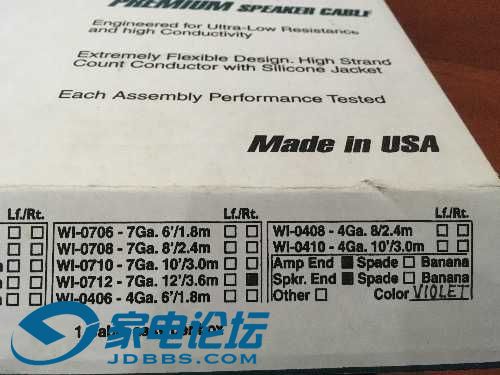 PREMIUM SPEAKER CABLE
Engineered for Ultra-Low Resistance
and high Conductivity
Extremely Flexible Design. High Strand
Count Conductor with Silicone Jacket
Each Assembly Performance Tested
Made in USA
Lf./Rt.
Lf./Rt.
Lf./Rt.
WI-0706 - 7Ga. 6'/1.8m
WI-0708 - 7Ga. 8'/2.4m
WI-0710 - 7Ga. 10'/3.0m
WI-0712 - 7Ga. 12'/3.6m
WI-0406 - 4Ga. 6'/1.8m
WI-0408 - 4Ga. 8/2.4m
WI-0410 - 4Ga. 10'/3.0m
Amp End ■ Spade □ Banana
Spkr. End ■ Spade □ Banana
Other □ Color VIOLET
家电论坛
JDBBS.COM